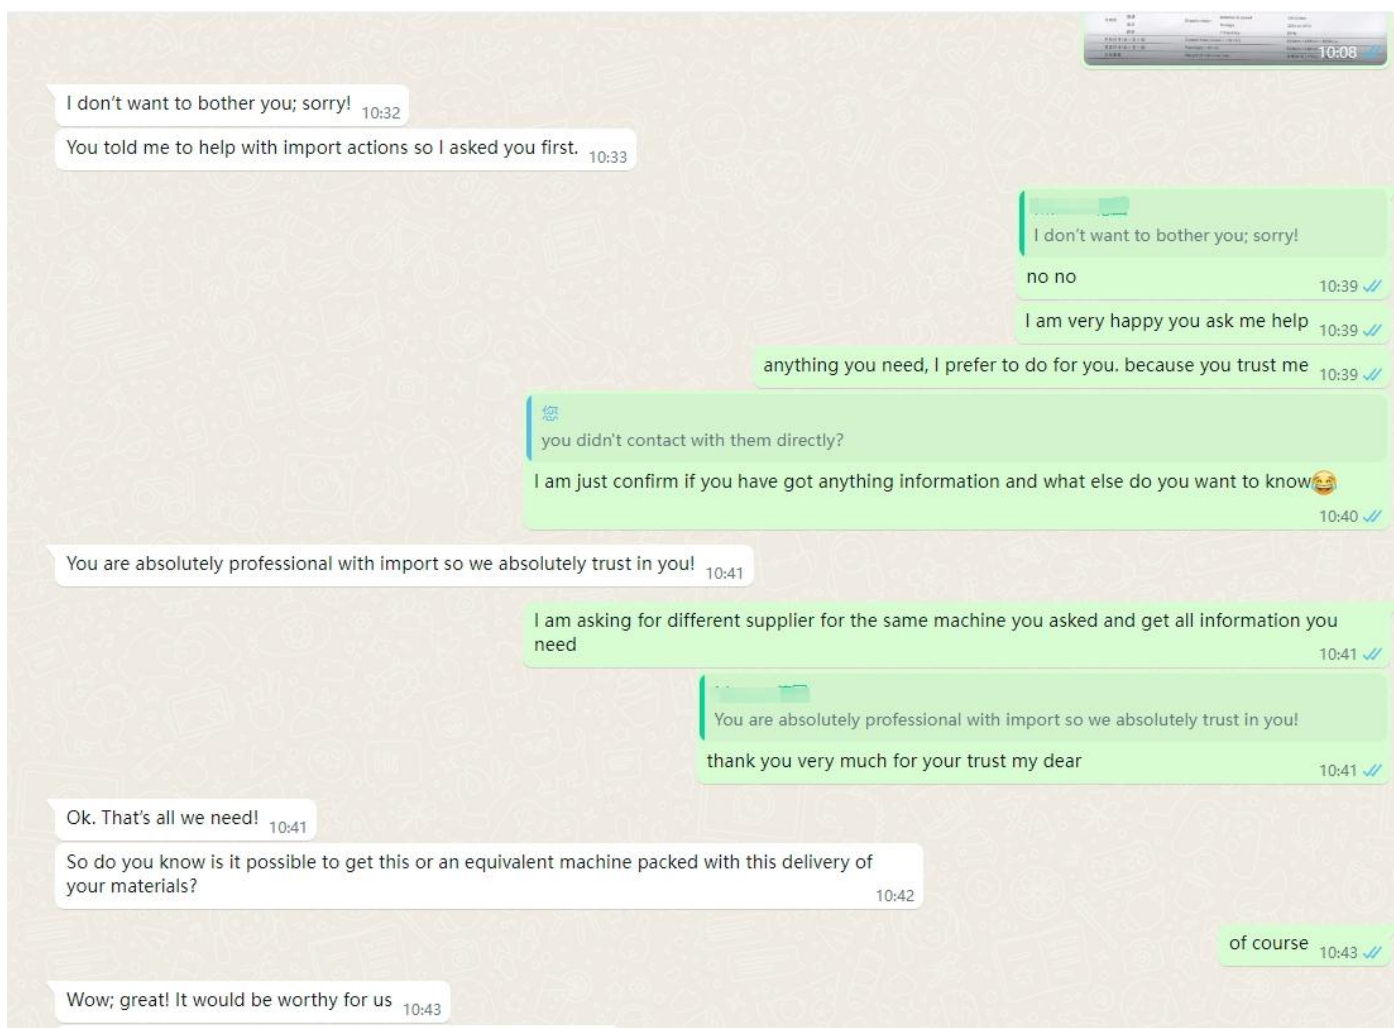 10:08
I don't want to bother you; sorry! 10:32
You told me to help with import actions so I asked you first. 10:33
I don't want to bother you; sorry!
no no
10:39
I am very happy you ask me help 10:39
anything you need, I prefer to do for you. because you trust me 10:39
您
you didn't contact with them directly?
I am just confirm if you have got anything information and what else do you want to know😂
10:40
You are absolutely professional with import so we absolutely trust in you! 10:41
I am asking for different supplier for the same machine you asked and get all information you
need
10:41
You are absolutely professional with import so we absolutely trust in you!
thank you very much for your trust my dear
10:41
Ok. That's all we need! 10:41
So do you know is it possible to get this or an equivalent machine packed with this delivery of
your materials?
10:42
of course 10:43
Wow; great! It would be worthy for us 10:43